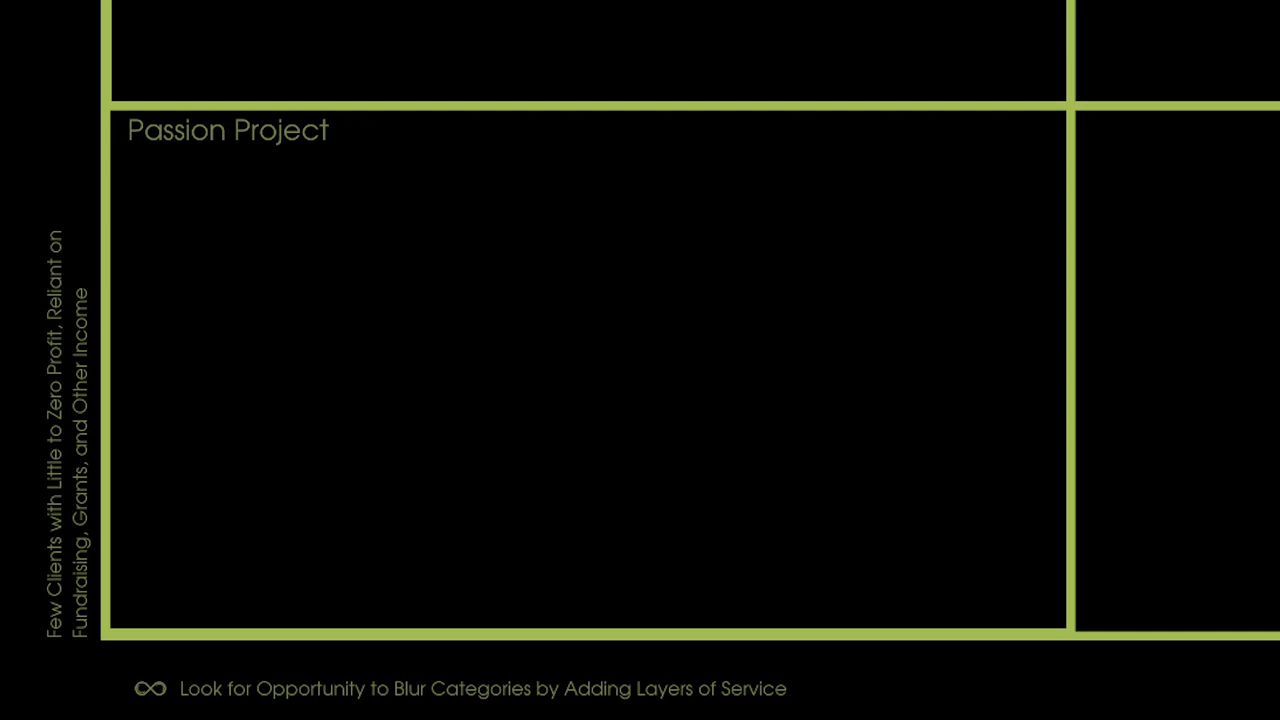 Passion Project
Few Clients with Little to Zero Profit, Reliant on
Fundraising, Grants, and Other Income
Look for Opportunity to Blur Categories by Adding Layers of Service